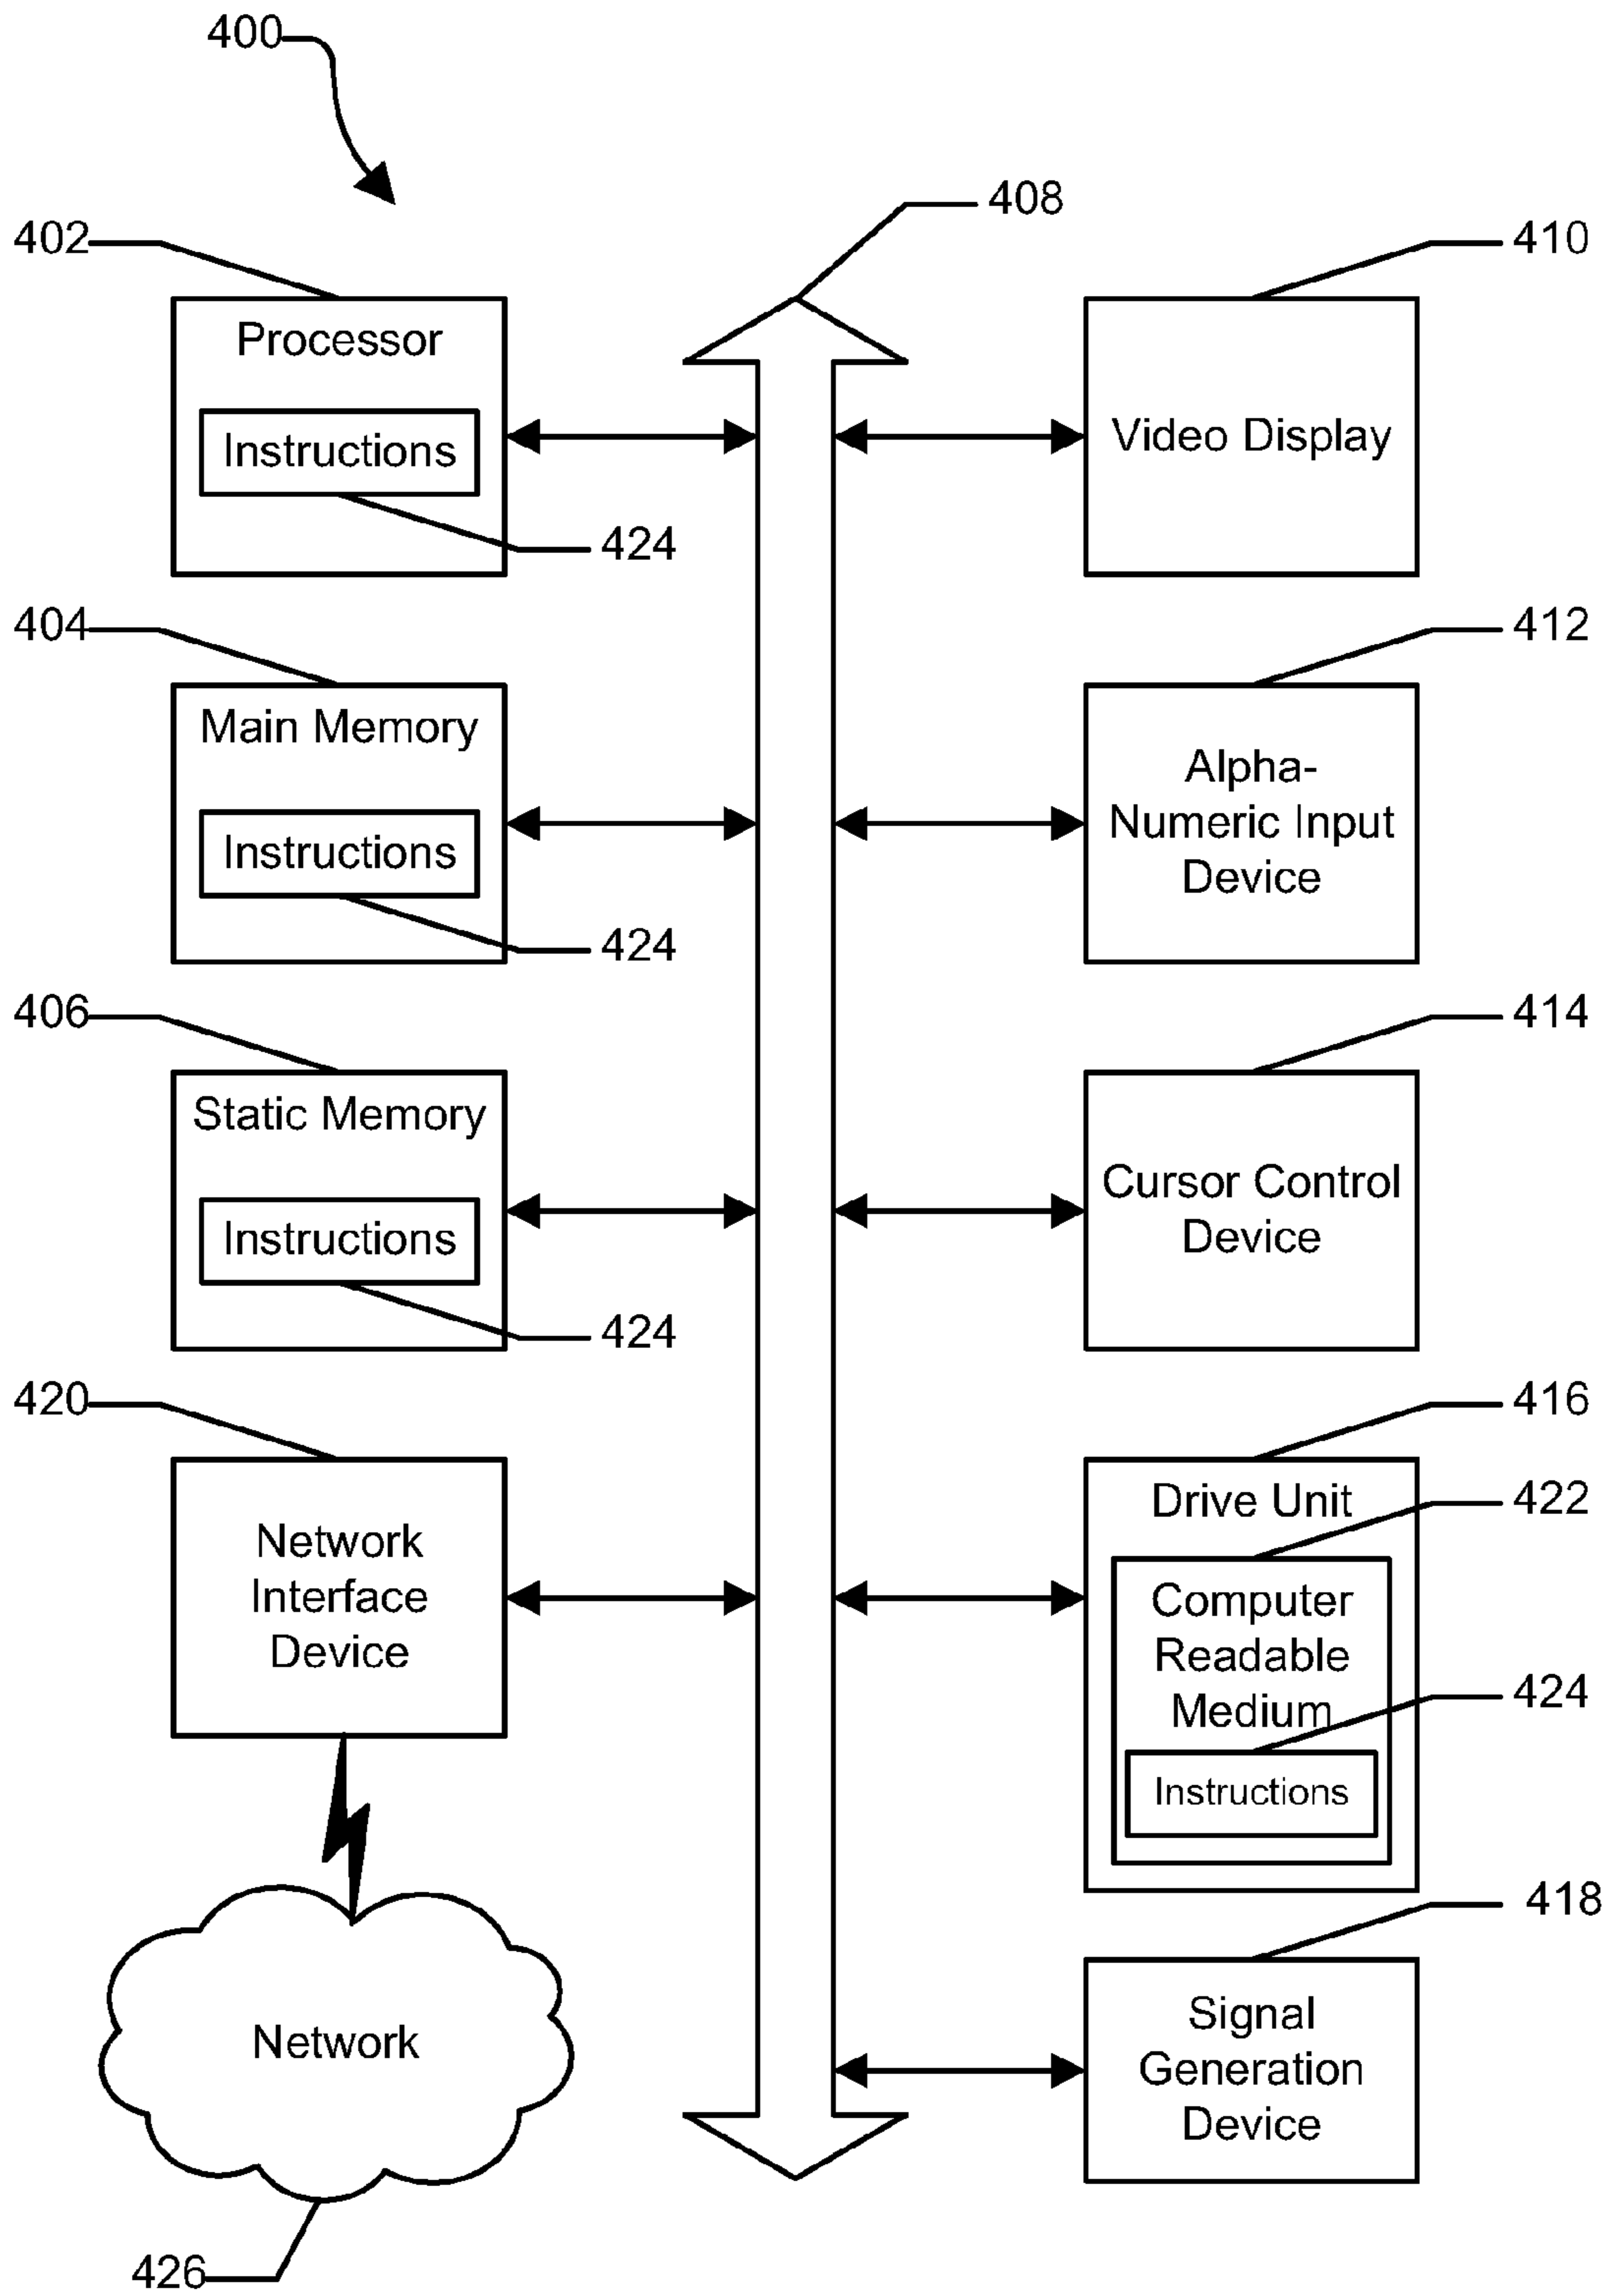 400
408
402
410
Processor
Instructions
424
Video Display
404
412
Main Memory
Instructions
424
Alpha-
Numeric Input
Device
406
414
Static Memory
Instructions
424
Cursor Control
Device
420
416
Network
Interface
Device
Drive Unit
422
Computer
Readable
Medium
424
Instructions
418
Network
Signal
Generation
Device
426